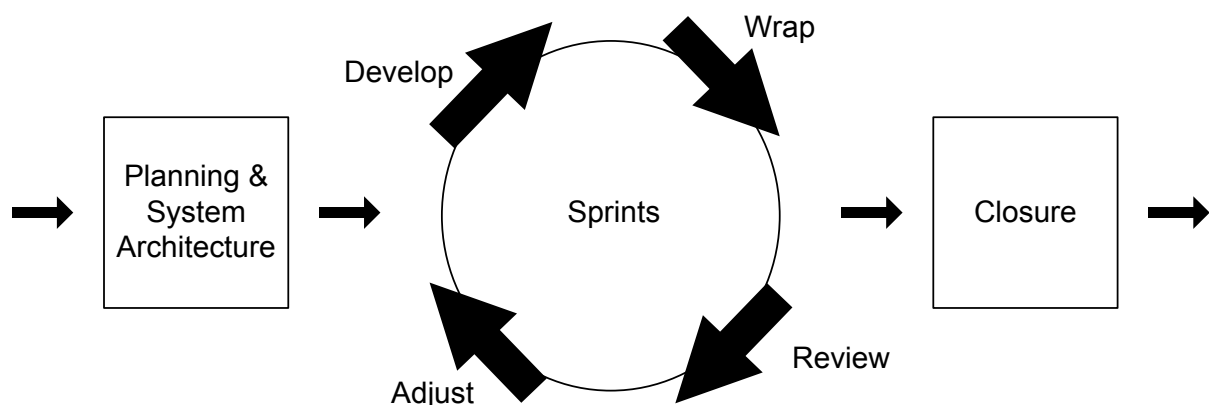 Wrap
Develop
Planning &
System
Architecture
Sprints
Closure
Review
Adjust